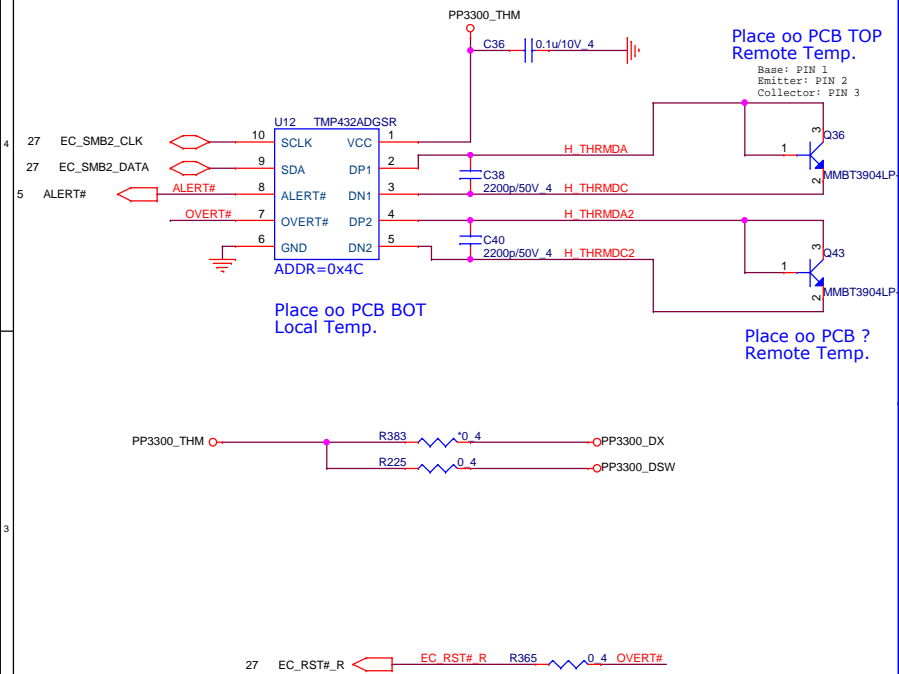 PP3300_THM
C36 0.1u/10V_4
Place oo PCB TOP
Remote Temp.
Base: PIN 1
Emitter: PIN 2
Collector: PIN 3
U12 TMP432ADGSR
4
27 EC_SMB2_CLK 10 SCLK VCC 1
27 EC_SMB2_DATA 9 SDA DP1 2
5 ALERT# ALERT# 8 ALERT# DN1 3
OVERT# 7 OVERT# DP2 4
6 GND DN2 5
ADDR=0x4C
H_THRMDA
C38
2200p/50V_4 H_THRMDC
3
Q36
1
MMBT3904LP-
2
H_THRMDA2
C40
2200p/50V_4 H_THRMDC2
3
Q43
1
MMBT3904LP-
2
Place oo PCB BOT
Local Temp.
Place oo PCB ?
Remote Temp.
PP3300_THM R383 *0_4 PP3300_DX
R225 0_4 PP3300_DSW
3
27 EC_RST#_R EC_RST#_R R365 0_4 OVERT#